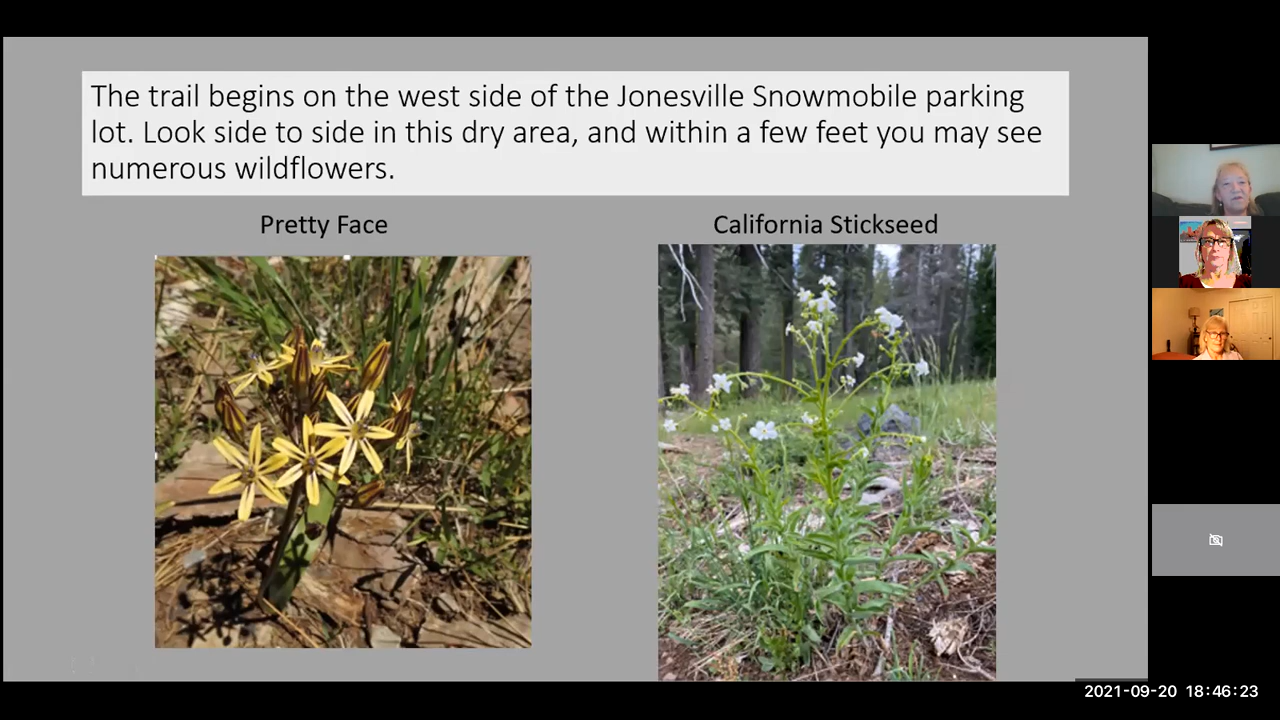 The trail begins on the west side of the Jonesville Snowmobile parking
lot. Look side to side in this dry area, and within a few feet you may see
numerous wildflowers.
Pretty Face
California Stickseed
2021-09-20 18:46:23